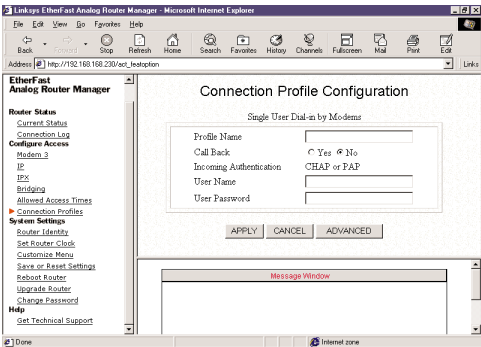 Linksys EtherFast Analog Router Manager - Microsoft Internet Explorer
File Edit View Go Favorites Help
Back Forward Stop Refresh Home Search Favorites History Channels Fullscreen Mail Print Edit
Address http://192.168.168.230/act_featoption Links
EtherFast
Analog Router Manager
Router Status
Current Status
Connection Log
Configure Access
Modem 3
IP
IPX
Bridging
Allowed Access Times
Connection Profiles
System Settings
Router Identity
Set Router Clock
Customize Menu
Save or Reset Settings
Reboot Router
Upgrade Router
Change Password
Help
Get Technical Support
Connection Profile Configuration
Single User Dial-in by Modems
Profile Name
Call Back Yes No
Incoming Authentication CHAP or PAP
User Name
User Password
APPLY CANCEL ADVANCED
Message Window
Done Internet zone